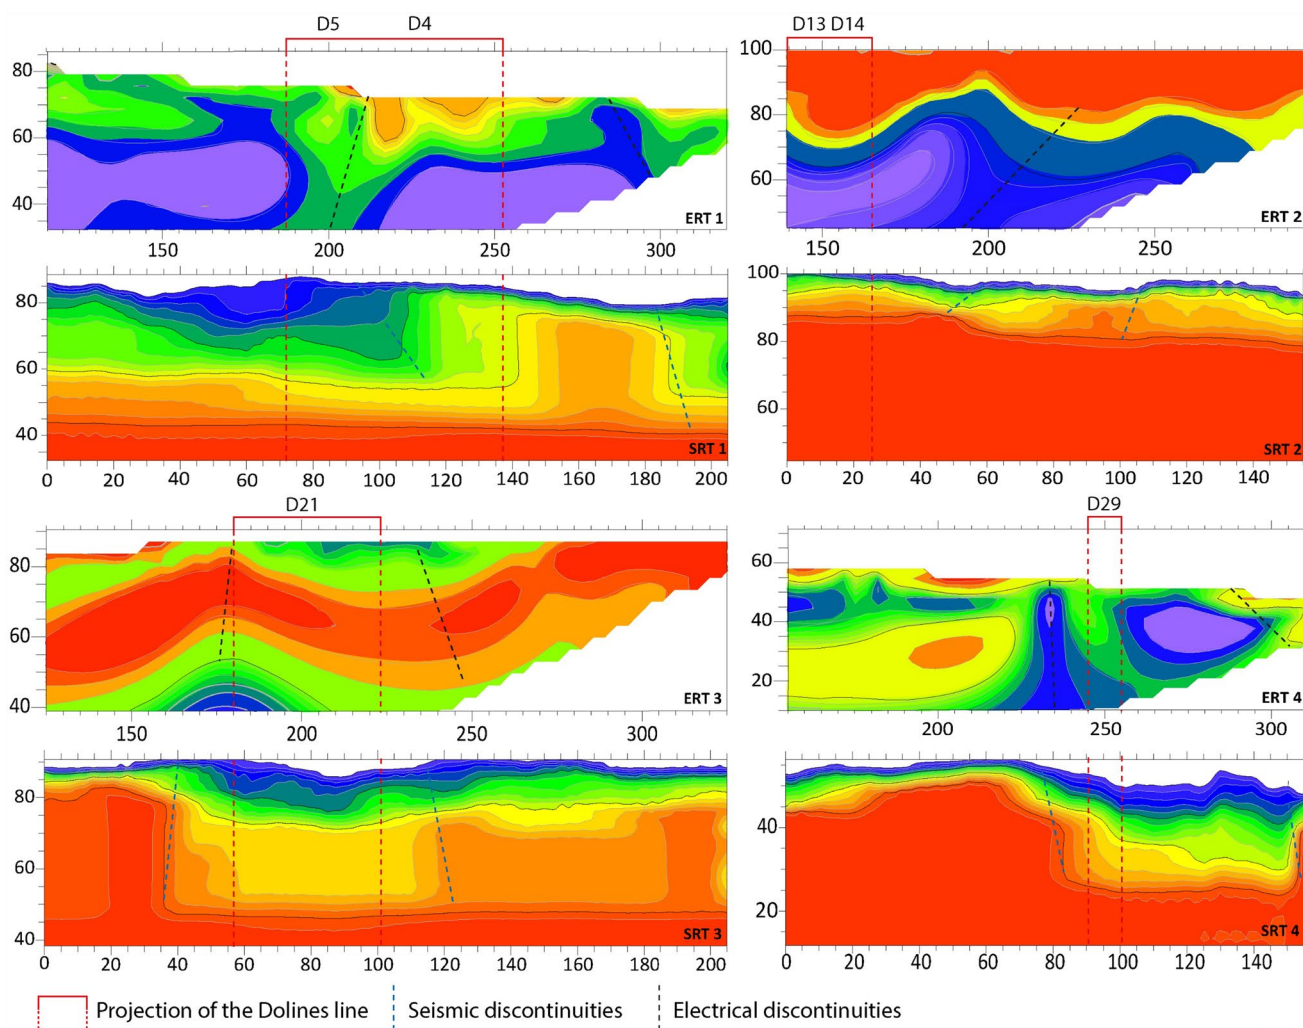 D5 D4
D13 D14
80
60
40
ERT 1
150 200 250 300
100
80
60
ERT 2
150 200 250
80
60
40
SRT 1
0 20 40 60 80 100 120 140 160 180 200
100
80
60
SRT 2
0 20 40 60 80 100 120 140
D21
D29
80
60
40
ERT 3
150 200 250 300
60
40
20
ERT 4
200 250 300
80
60
40
SRT 3
0 20 40 60 80 100 120 140 160 180 200
40
20
SRT 4
0 20 40 60 80 100 120 140
Projection of the Dolines line Seismic discontinuities Electrical discontinuities